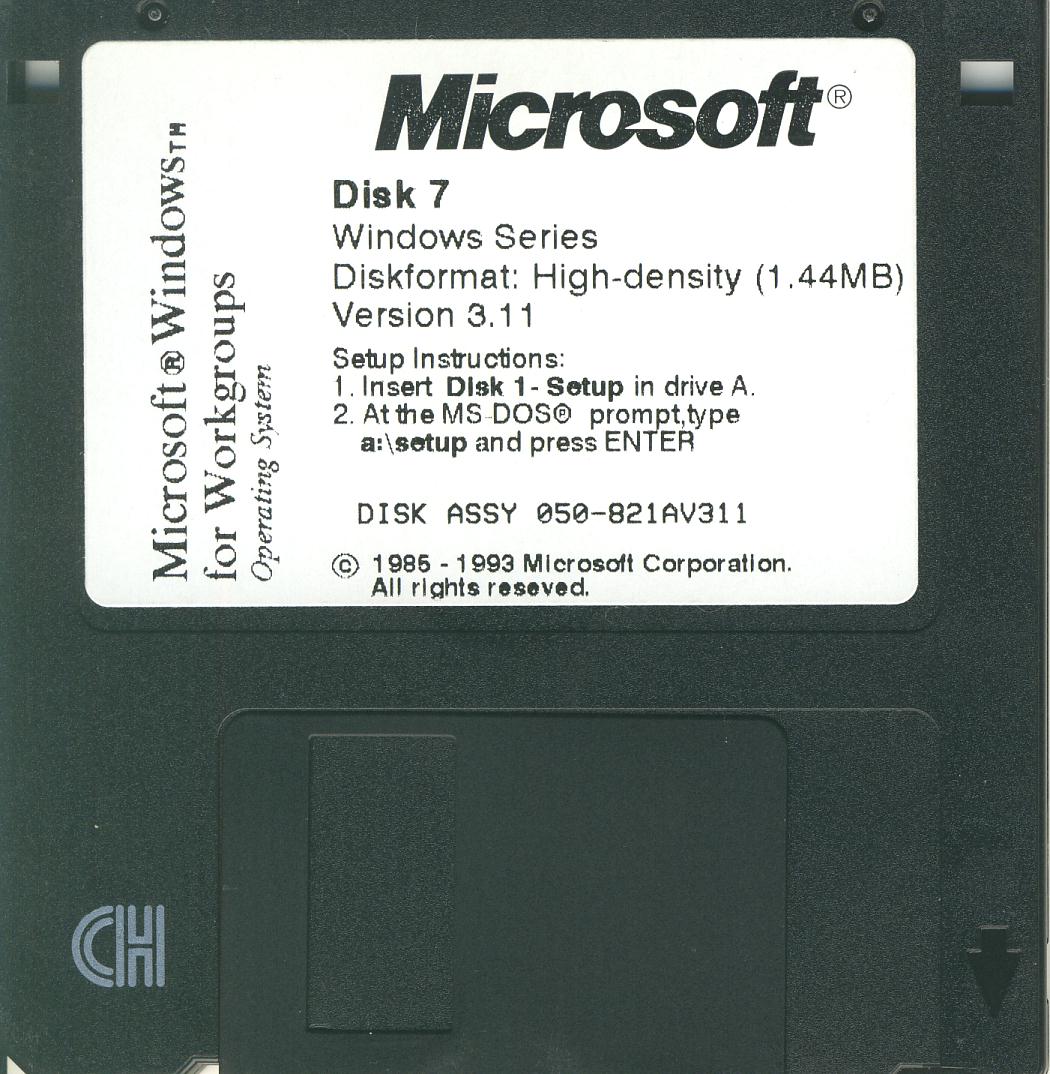 Microsoft®
Microsoft® Windows™
for Workgroups
Operating System
Disk 7
Windows Series
Diskformat: High-density (1.44MB)
Version 3.11
Setup Instructions:
1. Insert Disk 1- Setup in drive A.
2. At the MS-DOS® prompt,type
a:\setup and press ENTER
DISK ASSY 050-821AV311
© 1985 - 1993 Microsoft Corporation.
All rights reseved.
CH